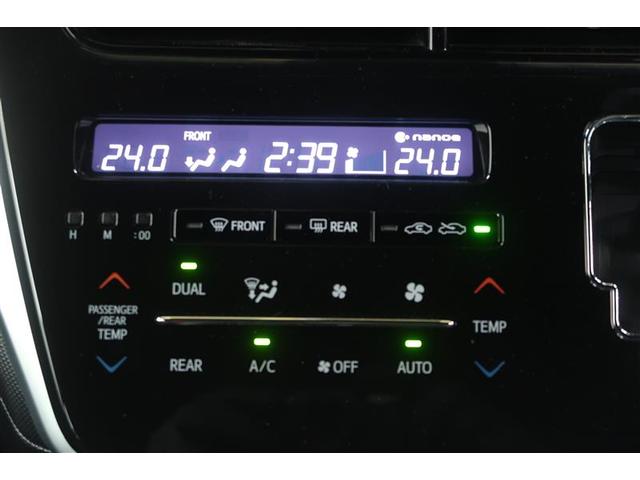 FRONT nanoe
24.0 2:39 24.0
H M :00 FRONT REAR
DUAL
PASSENGER
/REAR
TEMP
TEMP
REAR A/C OFF AUTO